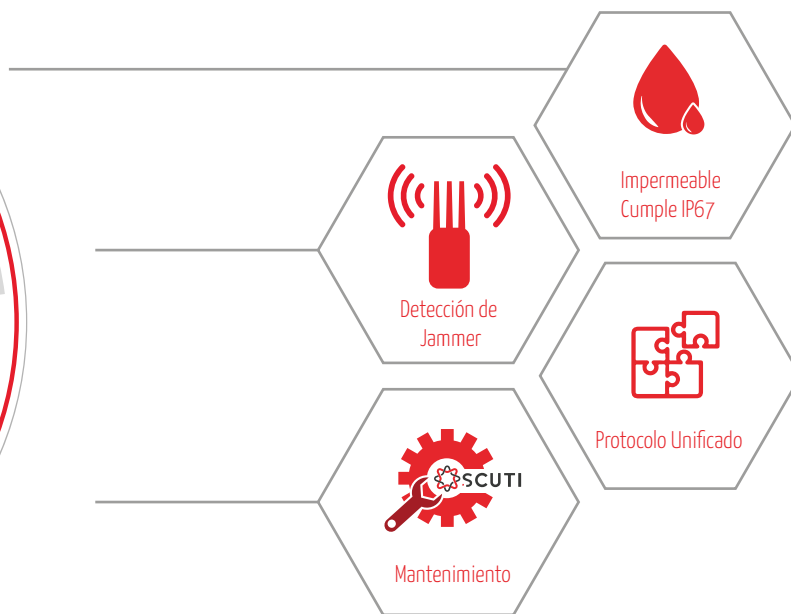 Impermeable
Cumple IP67
Detección de
Jammer
Protocolo Unificado
SCUTI
Mantenimiento